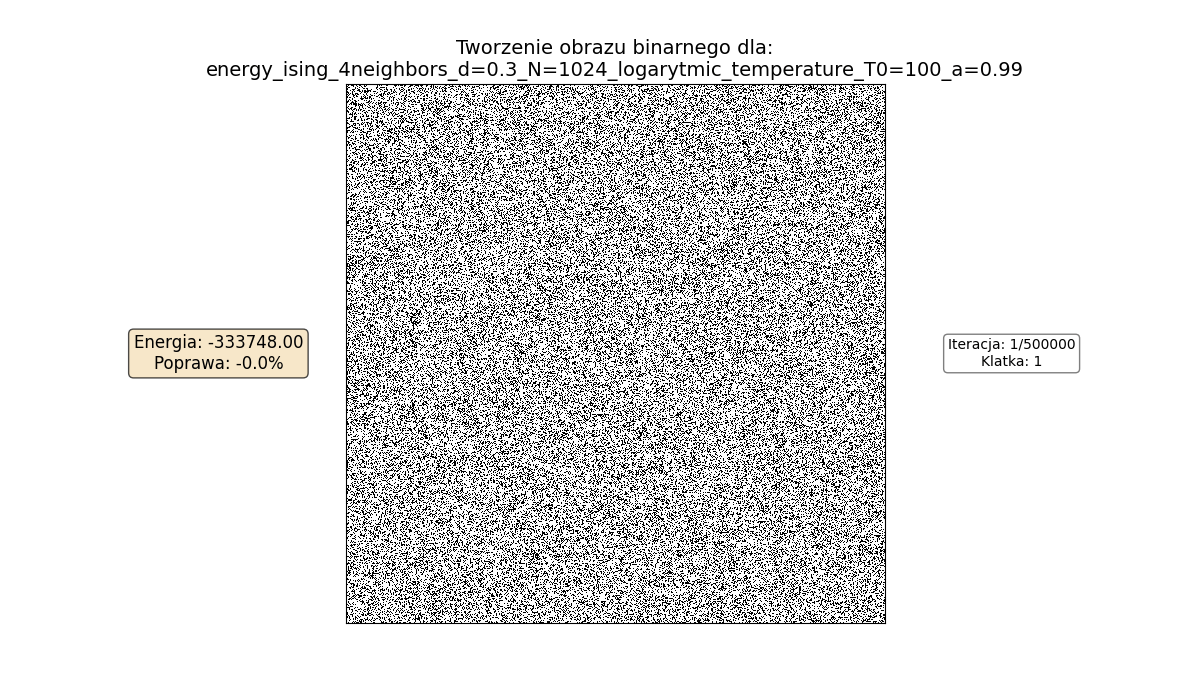 Tworzenie obrazu binarnego dla:
energy_ising_4neighbors_d=0.3_N=1024_logarytmic_temperature_T0=100_a=0.99
Energia: -333748.00
Poprawa: -0.0%
Iteracja: 1/500000
Klatka: 1